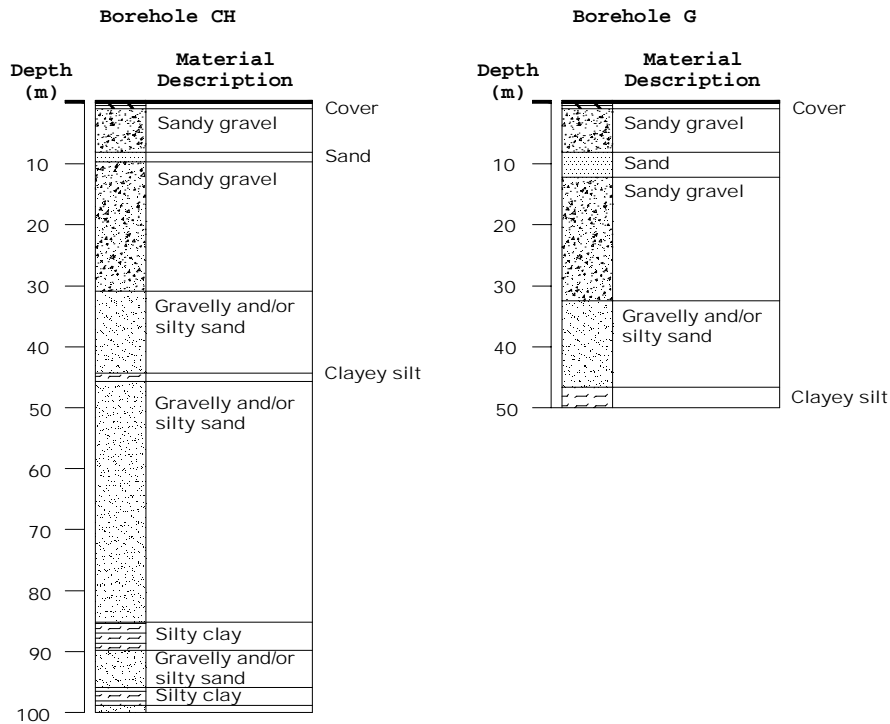 Borehole CH
Depth
(m)
Material
Description
Cover
Sandy gravel
Sand
10
Sandy gravel
20
30
Gravelly and/or
silty sand
40
Clayey silt
50
Gravelly and/or
silty sand
60
70
80
Silty clay
90
Gravelly and/or
silty sand
Silty clay
100
Borehole G
Depth
(m)
Material
Description
Cover
Sandy gravel
10
Sand
Sandy gravel
20
30
Gravelly and/or
silty sand
40
Clayey silt
50